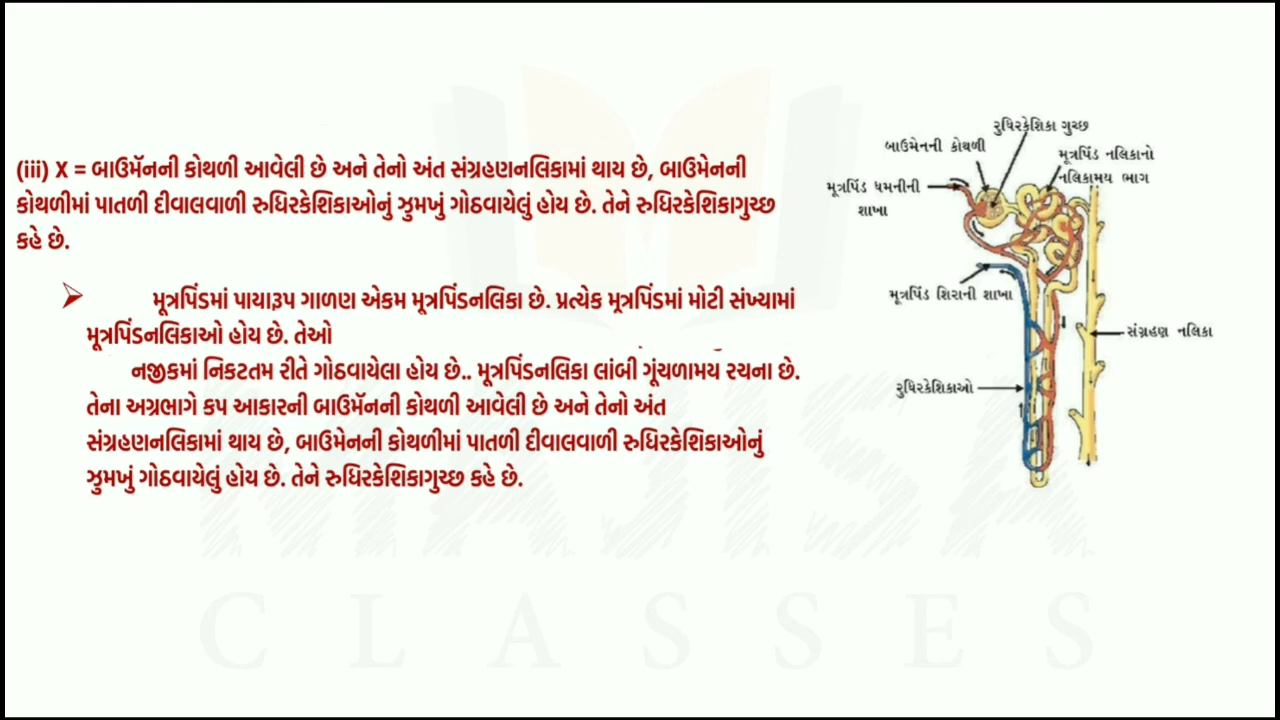 (iii) X = બાઉમૅનની કોથળી આવેલી છે અને તેનો અંત સંગ્રહણનલિકામાં થાય છે, બાઉમેનની
કોથળીમાં પાતળી દીવાલવાળી રુધિરકેશિકાઓનું ઝુમખું ગોઠવાયેલું હોય છે. તેને રુધિરકેશિકાગુચ્છ
કહે છે.
મૂત્રપિંડમાં પાયારૂપ ગાળણ એકમ મૂત્રપિંડનલિકા છે. પ્રત્યેક મૂત્રપિંડમાં મોટી સંખ્યામાં
મૂત્રપિંડનલિકાઓ હોય છે. તેઓ
નજીકમાં નિકટતમ રીતે ગોઠવાયેલા હોય છે.. મૂત્રપિંડનલિકા લાંબી ગૂંચળામય રચના છે.
તેના અગ્રભાગે કપ આકારની બાઉમૅનની કોથળી આવેલી છે અને તેનો અંત
સંગ્રહણનલિકામાં થાય છે, બાઉમેનની કોથળીમાં પાતળી દીવાલવાળી રુધિરકેશિકાઓનું
ઝુમખું ગોઠવાયેલું હોય છે. તેને રુધિરકેશિકાગુચ્છ કહે છે.
રુધિરકેશિકા ગુચ્છ
બાઉમેનની કોથળી
મૂત્રપિંડ નલિકાનો
નલિકામય ભાગ
મૂત્રપિંડ ધમનીની
શાખા
મૂત્રપિંડ શિરાની શાખા
સંગ્રહણ નલિકા
રુધિરકેશિકાઓ
MAJISA
CLASSES